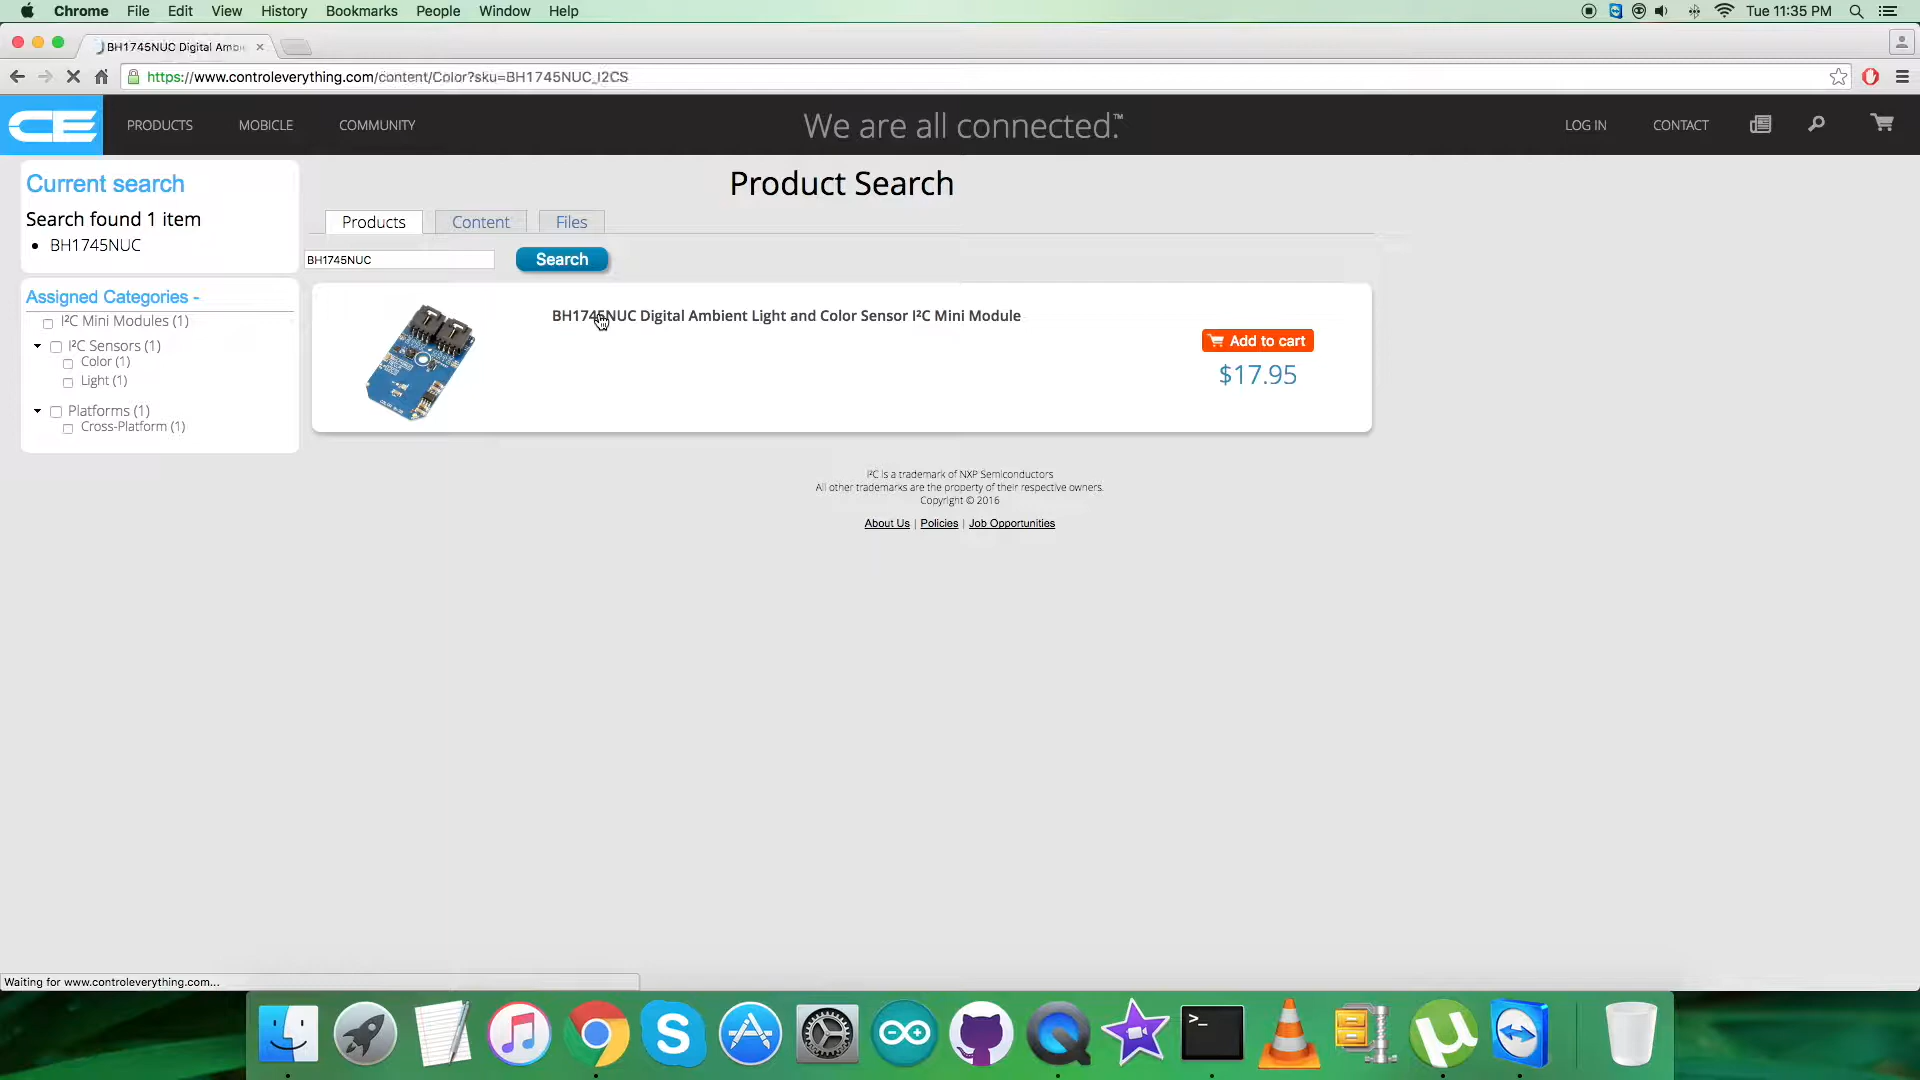 Chrome File Edit View History Bookmarks People Window Help Tue 11:35 PM
BH1745NUC Digital Ambi
https://www.controleverything.com/content/Color?sku=BH1745NUC_I2CS
CE PRODUCTS MOBICLE COMMUNITY We are all connected.™ LOG IN CONTACT
Current search
Search found 1 item
BH1745NUC
Assigned Categories -
I²C Mini Modules (1)
I²C Sensors (1)
Color (1)
Light (1)
Platforms (1)
Cross-Platform (1)
Product Search
Products Content Files
BH1745NUC Search
BH1745NUC Digital Ambient Light and Color Sensor I²C Mini Module
Add to cart
$17.95
I²C is a trademark of NXP Semiconductors
All other trademarks are the property of their respective owners.
Copyright © 2016
About Us | Policies | Job Opportunities
Waiting for www.controleverything.com...